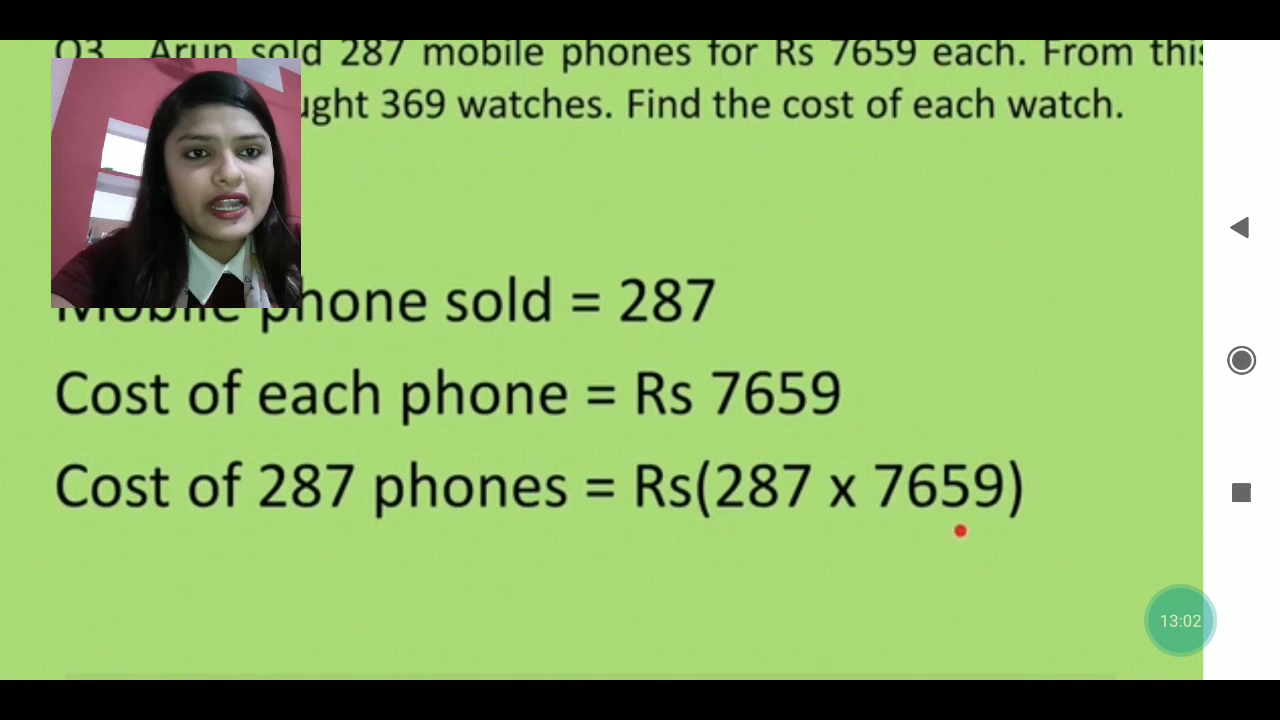 Q3. Arun sold 287 mobile phones for Rs 7659 each. From this
ught 369 watches. Find the cost of each watch.
Mobile phone sold = 287
Cost of each phone = Rs 7659
Cost of 287 phones = Rs(287 x 7659)
13:02